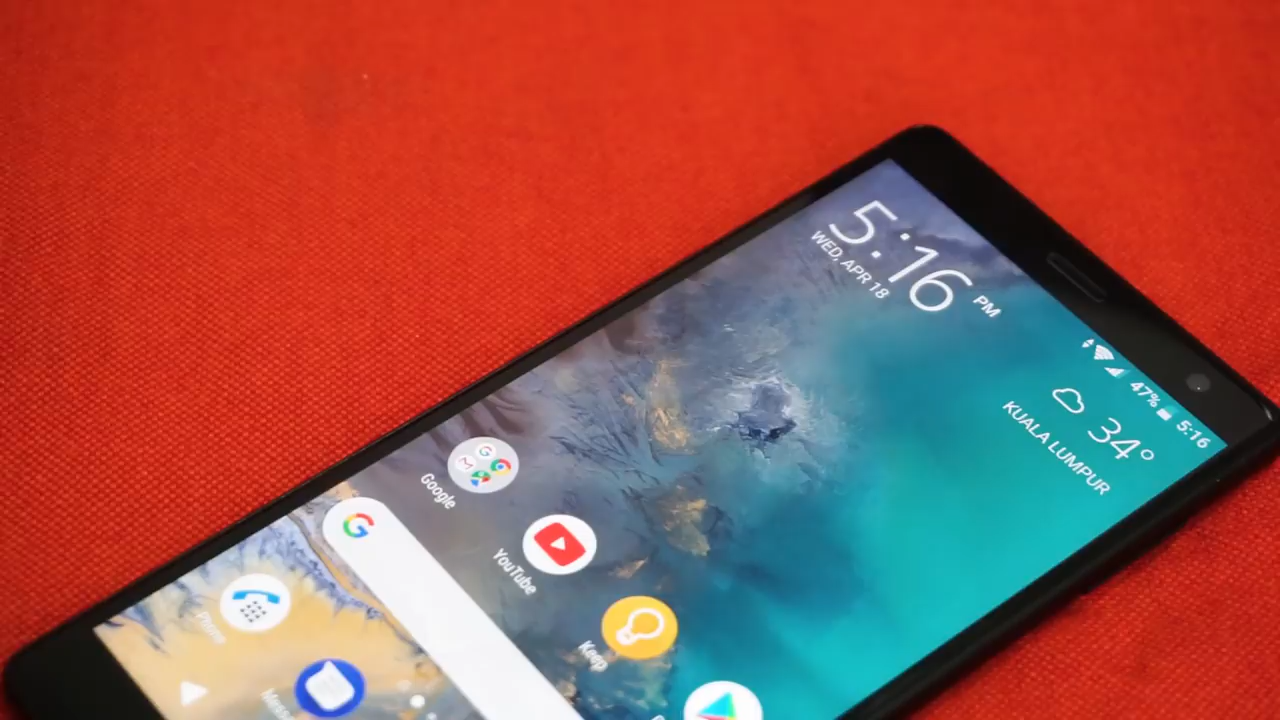 5:16 PM
WED, APR 18
47% 5:16
34°
KUALA LUMPUR
Google
YouTube
Keep
Phone